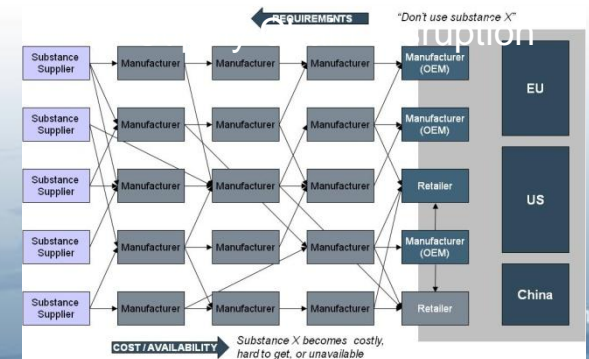 REQUIREMENTS
"Don't use substance X"
Substance
Supplier
Manufacturer
Manufacturer
Manufacturer
Manufacturer
(OEM)
EU
Substance
Supplier
Manufacturer
Manufacturer
Manufacturer
Manufacturer
(OEM)
Substance
Supplier
Manufacturer
Manufacturer
Manufacturer
Retailer
US
Substance
Supplier
Manufacturer
Manufacturer
Manufacturer
Manufacturer
(OEM)
Substance
Supplier
Manufacturer
Manufacturer
Manufacturer
Retailer
China
COST / AVAILABILITY
Substance X becomes costly,
hard to get, or unavailable